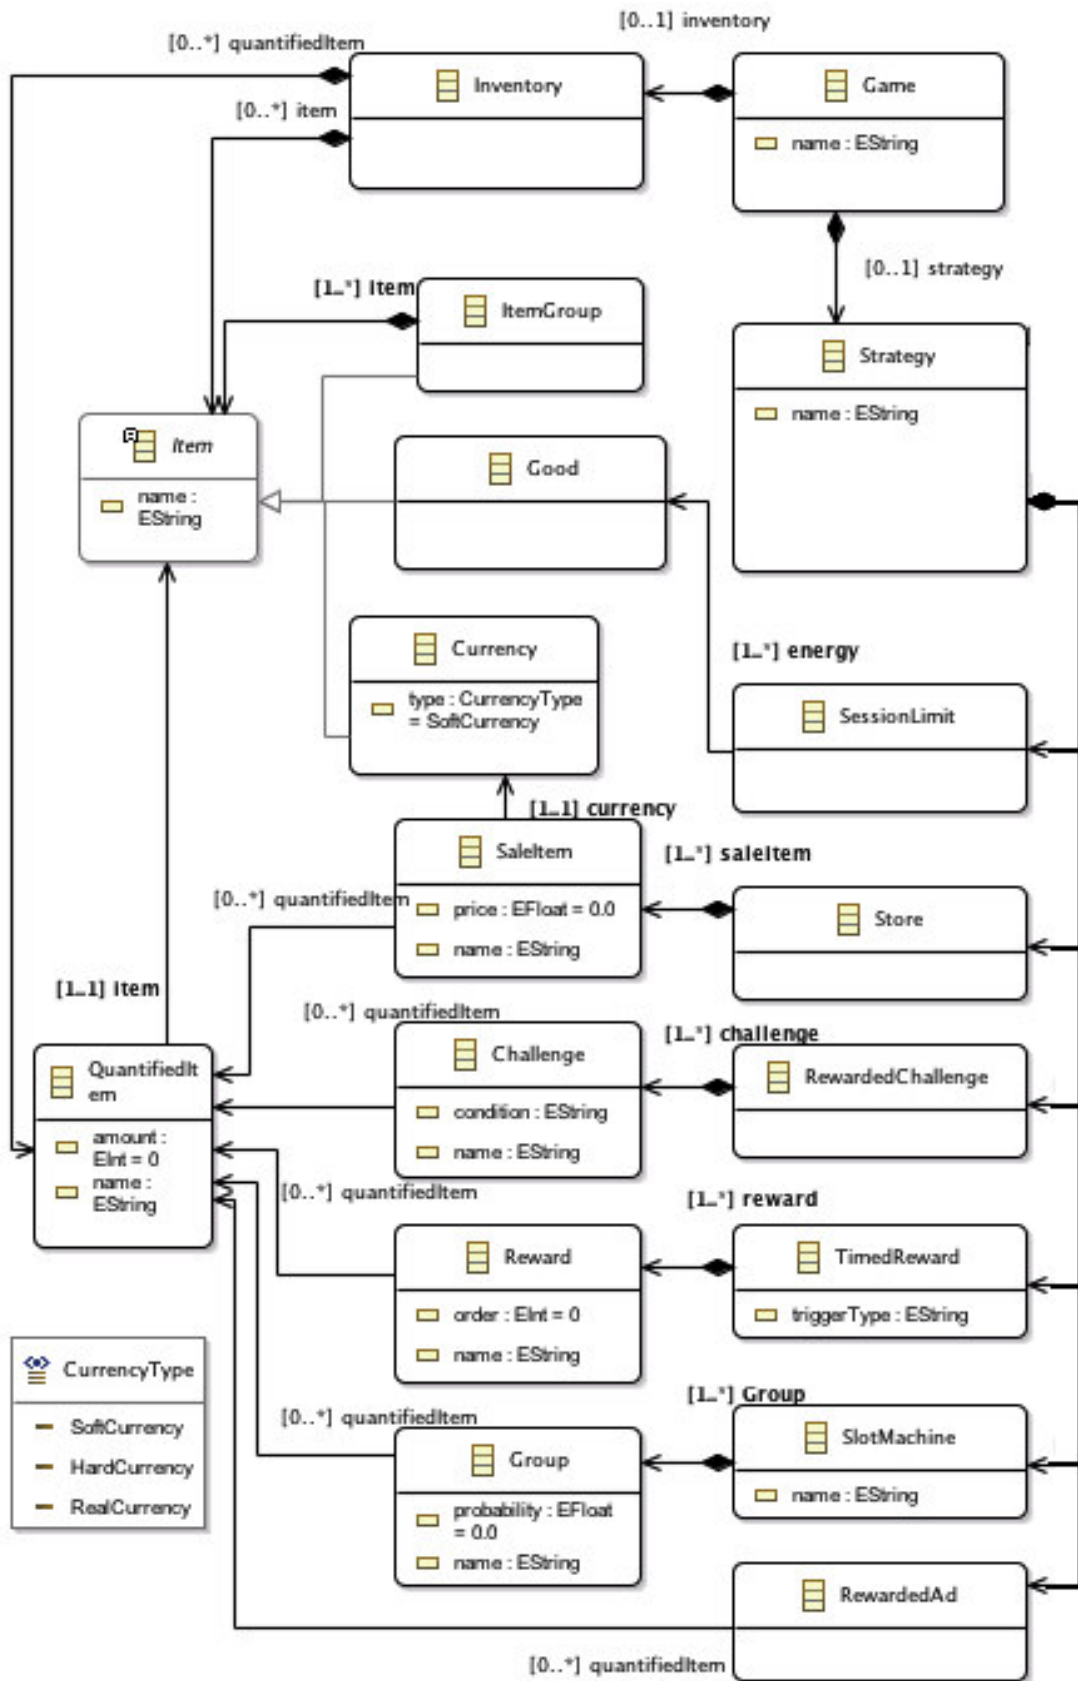 [0..1] inventory
[0..*] quantifiedItem
Inventory
Game
[0..*] item
name : EString
[0..1] strategy
[1..*] item
ItemGroup
Strategy
name : EString
Item
name :
EString
Good
[1..*] energy
Currency
type : CurrencyType
= SoftCurrency
SessionLimit
[1..1] currency
SaleItem
[1..*] saleItem
[0..*] quantifiedItem
price : EFloat = 0.0
name : EString
Store
[1..1] item
[0..*] quantifiedItem
[1..*] challenge
QuantifiedIt
em
amount :
EInt = 0
name :
EString
Challenge
condition : EString
name : EString
RewardedChallenge
[0..*] quantifiedItem
[1..*] reward
Reward
order : EInt = 0
name : EString
TimedReward
triggerType : EString
CurrencyType
SoftCurrency
HardCurrency
RealCurrency
[0..*] quantifiedItem
[1..*] Group
Group
probability : EFloat
= 0.0
name : EString
SlotMachine
name : EString
RewardedAd
[0..*] quantifiedItem